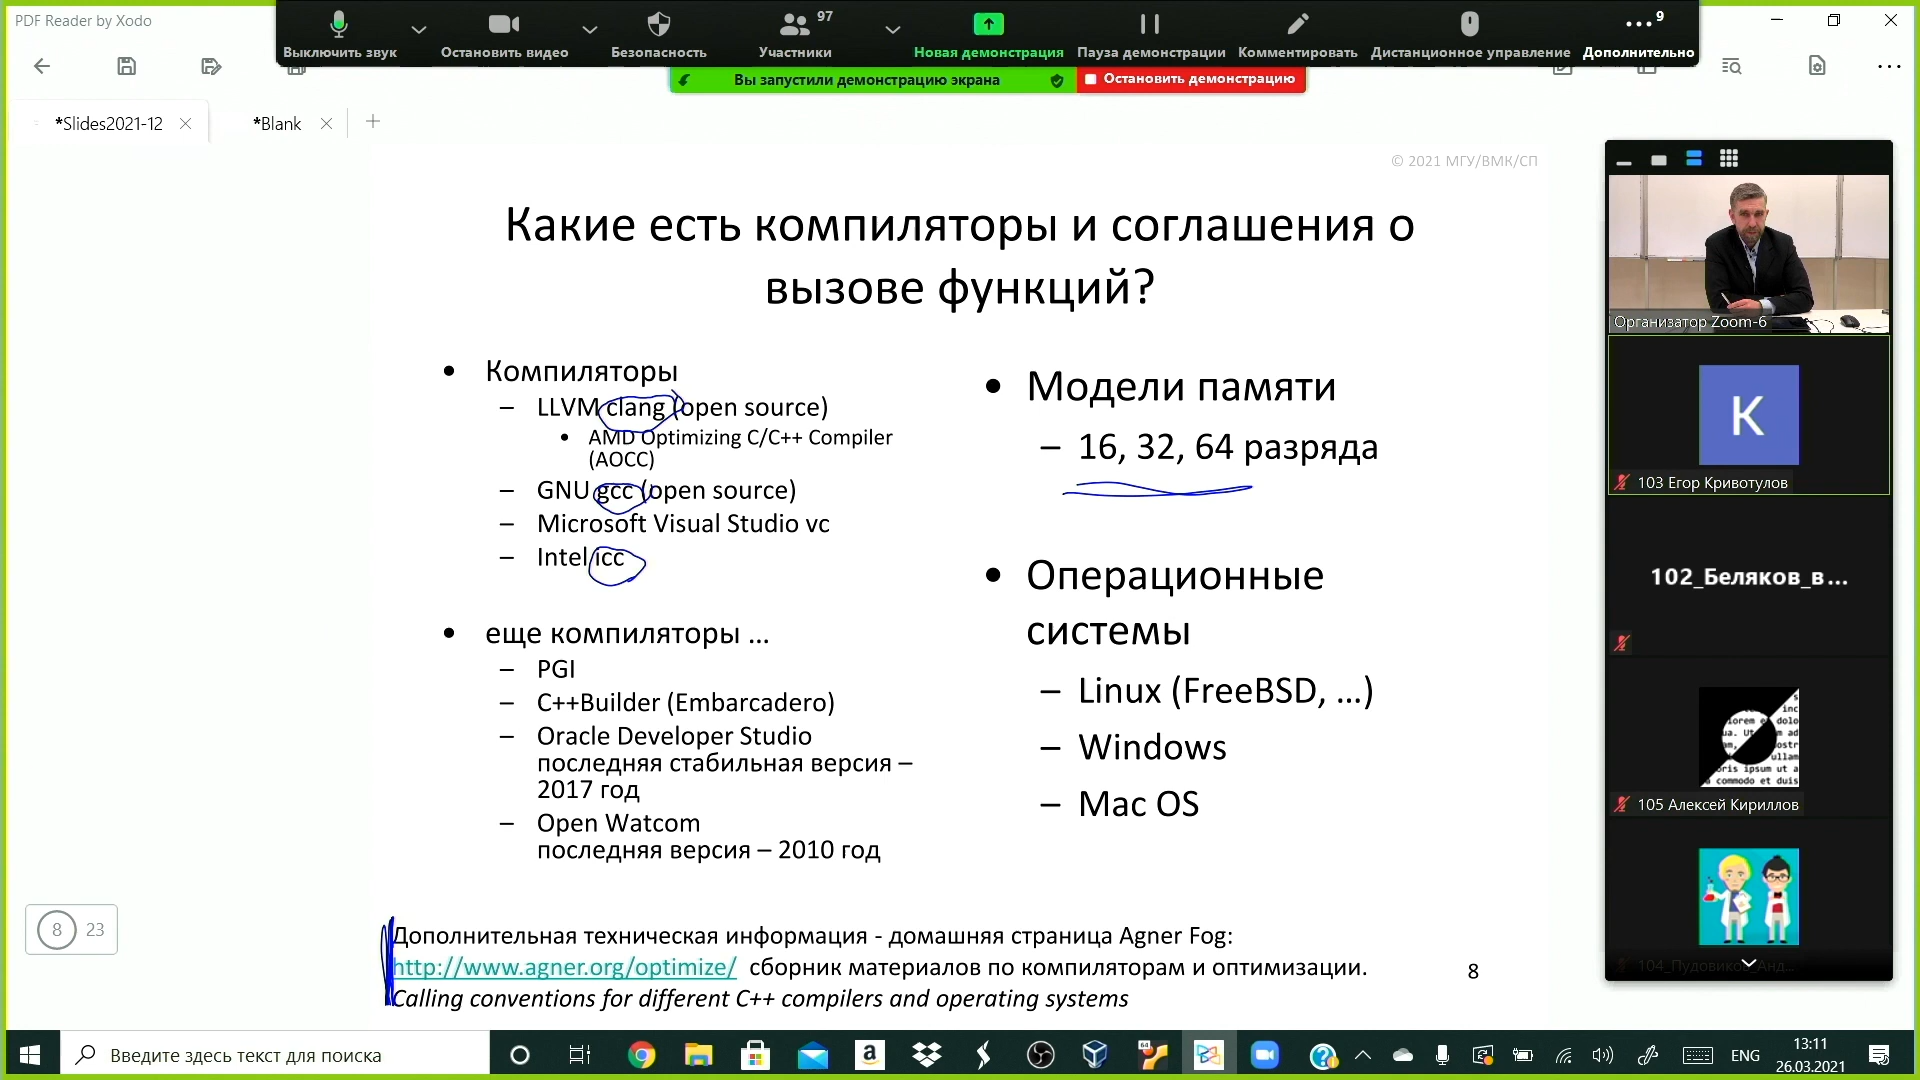 PDF Reader by Xodo
Выключить звук
Остановить видео
Безопасность
97
Участники
Новая демонстрация
Пауза демонстрации
Комментировать
Дистанционное управление
9
Дополнительно
Вы запустили демонстрацию экрана
Остановить демонстрацию
*Slides2021-12
*Blank
© 2021 МГУ/ВМК/СП
Какие есть компиляторы и соглашения о
вызове функций?
• Компиляторы
– LLVM clang (open source)
• AMD Optimizing C/C++ Compiler
(AOCC)
– GNU gcc (open source)
– Microsoft Visual Studio vc
– Intel icc
• еще компиляторы ...
– PGI
– C++Builder (Embarcadero)
– Oracle Developer Studio
последняя стабильная версия –
2017 год
– Open Watcom
последняя версия – 2010 год
• Модели памяти
– 16, 32, 64 разряда
• Операционные
системы
– Linux (FreeBSD, ...)
– Windows
– Mac OS
Дополнительная техническая информация - домашняя страница Agner Fog:
http://www.agner.org/optimize/ сборник материалов по компиляторам и оптимизации.
Calling conventions for different C++ compilers and operating systems
8
8 23
Организатор Zoom-6
K
103 Егор Кривотулов
102_Беляков_в...
105 Алексей Кириллов
104_Пудовиков_Анд...
Введите здесь текст для поиска
a
64
ENG
13:11
26.03.2021